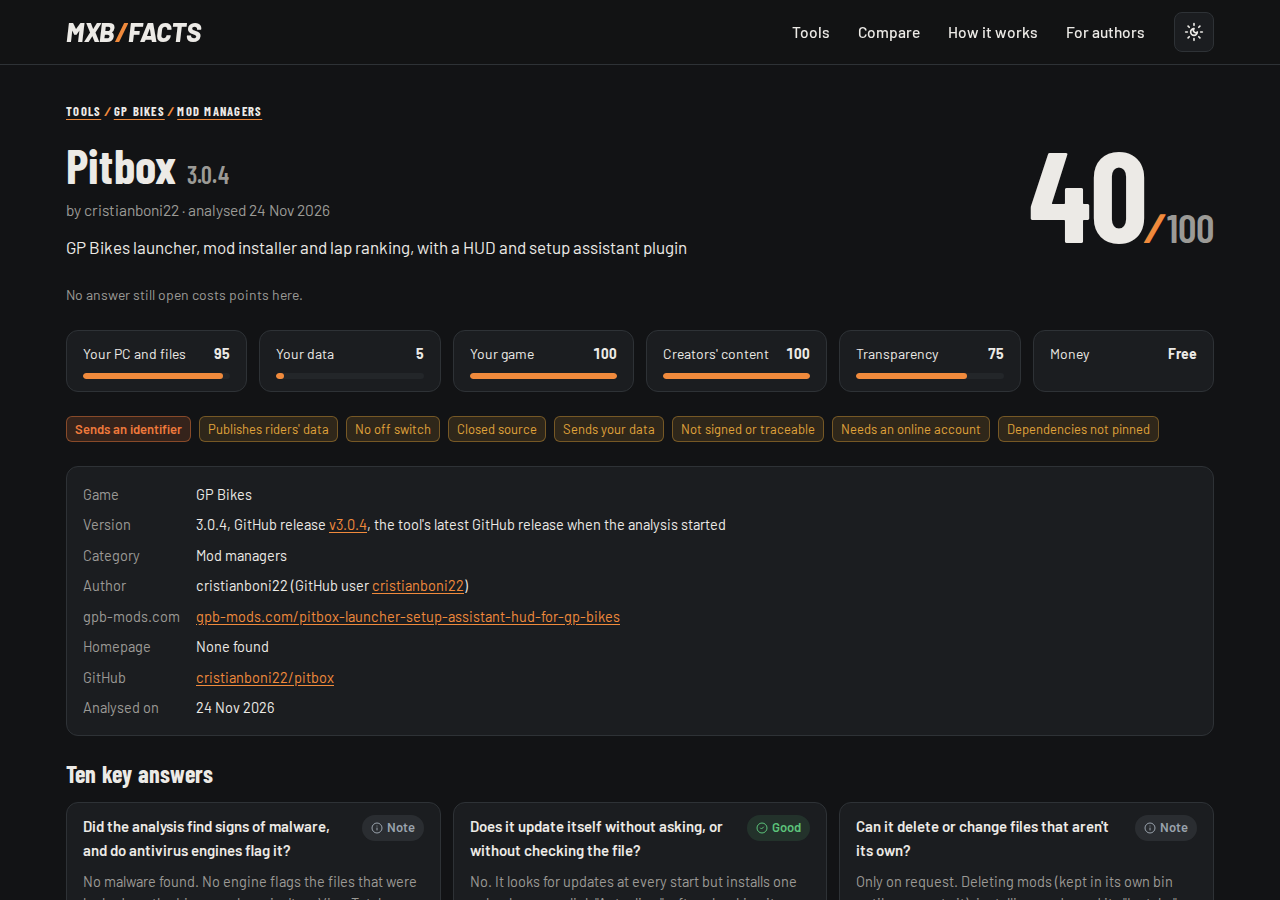 MXB/FACTS
Tools Compare How it works For authors
TOOLS / GP BIKES / MOD MANAGERS
Pitbox 3.0.4
by cristianboni22 · analysed 24 Nov 2026
GP Bikes launcher, mod installer and lap ranking, with a HUD and setup assistant plugin
40/100
No answer still open costs points here.
Your PC and files 95
Your data 5
Your game 100
Creators' content 100
Transparency 75
Money Free
Sends an identifier
Publishes riders' data
No off switch
Closed source
Sends your data
Not signed or traceable
Needs an online account
Dependencies not pinned
Game GP Bikes
Version 3.0.4, GitHub release v3.0.4, the tool's latest GitHub release when the analysis started
Category Mod managers
Author cristianboni22 (GitHub user cristianboni22)
gpb-mods.com gpb-mods.com/pitbox-launcher-setup-assistant-hud-for-gp-bikes
Homepage None found
GitHub cristianboni22/pitbox
Analysed on 24 Nov 2026
Ten key answers
Did the analysis find signs of malware,
and do antivirus engines flag it?
Note
No malware found. No engine flags the files that were
Does it update itself without asking, or
without checking the file?
Good
No. It looks for updates at every start but installs one
Can it delete or change files that aren't
its own?
Note
Only on request. Deleting mods (kept in its own bin